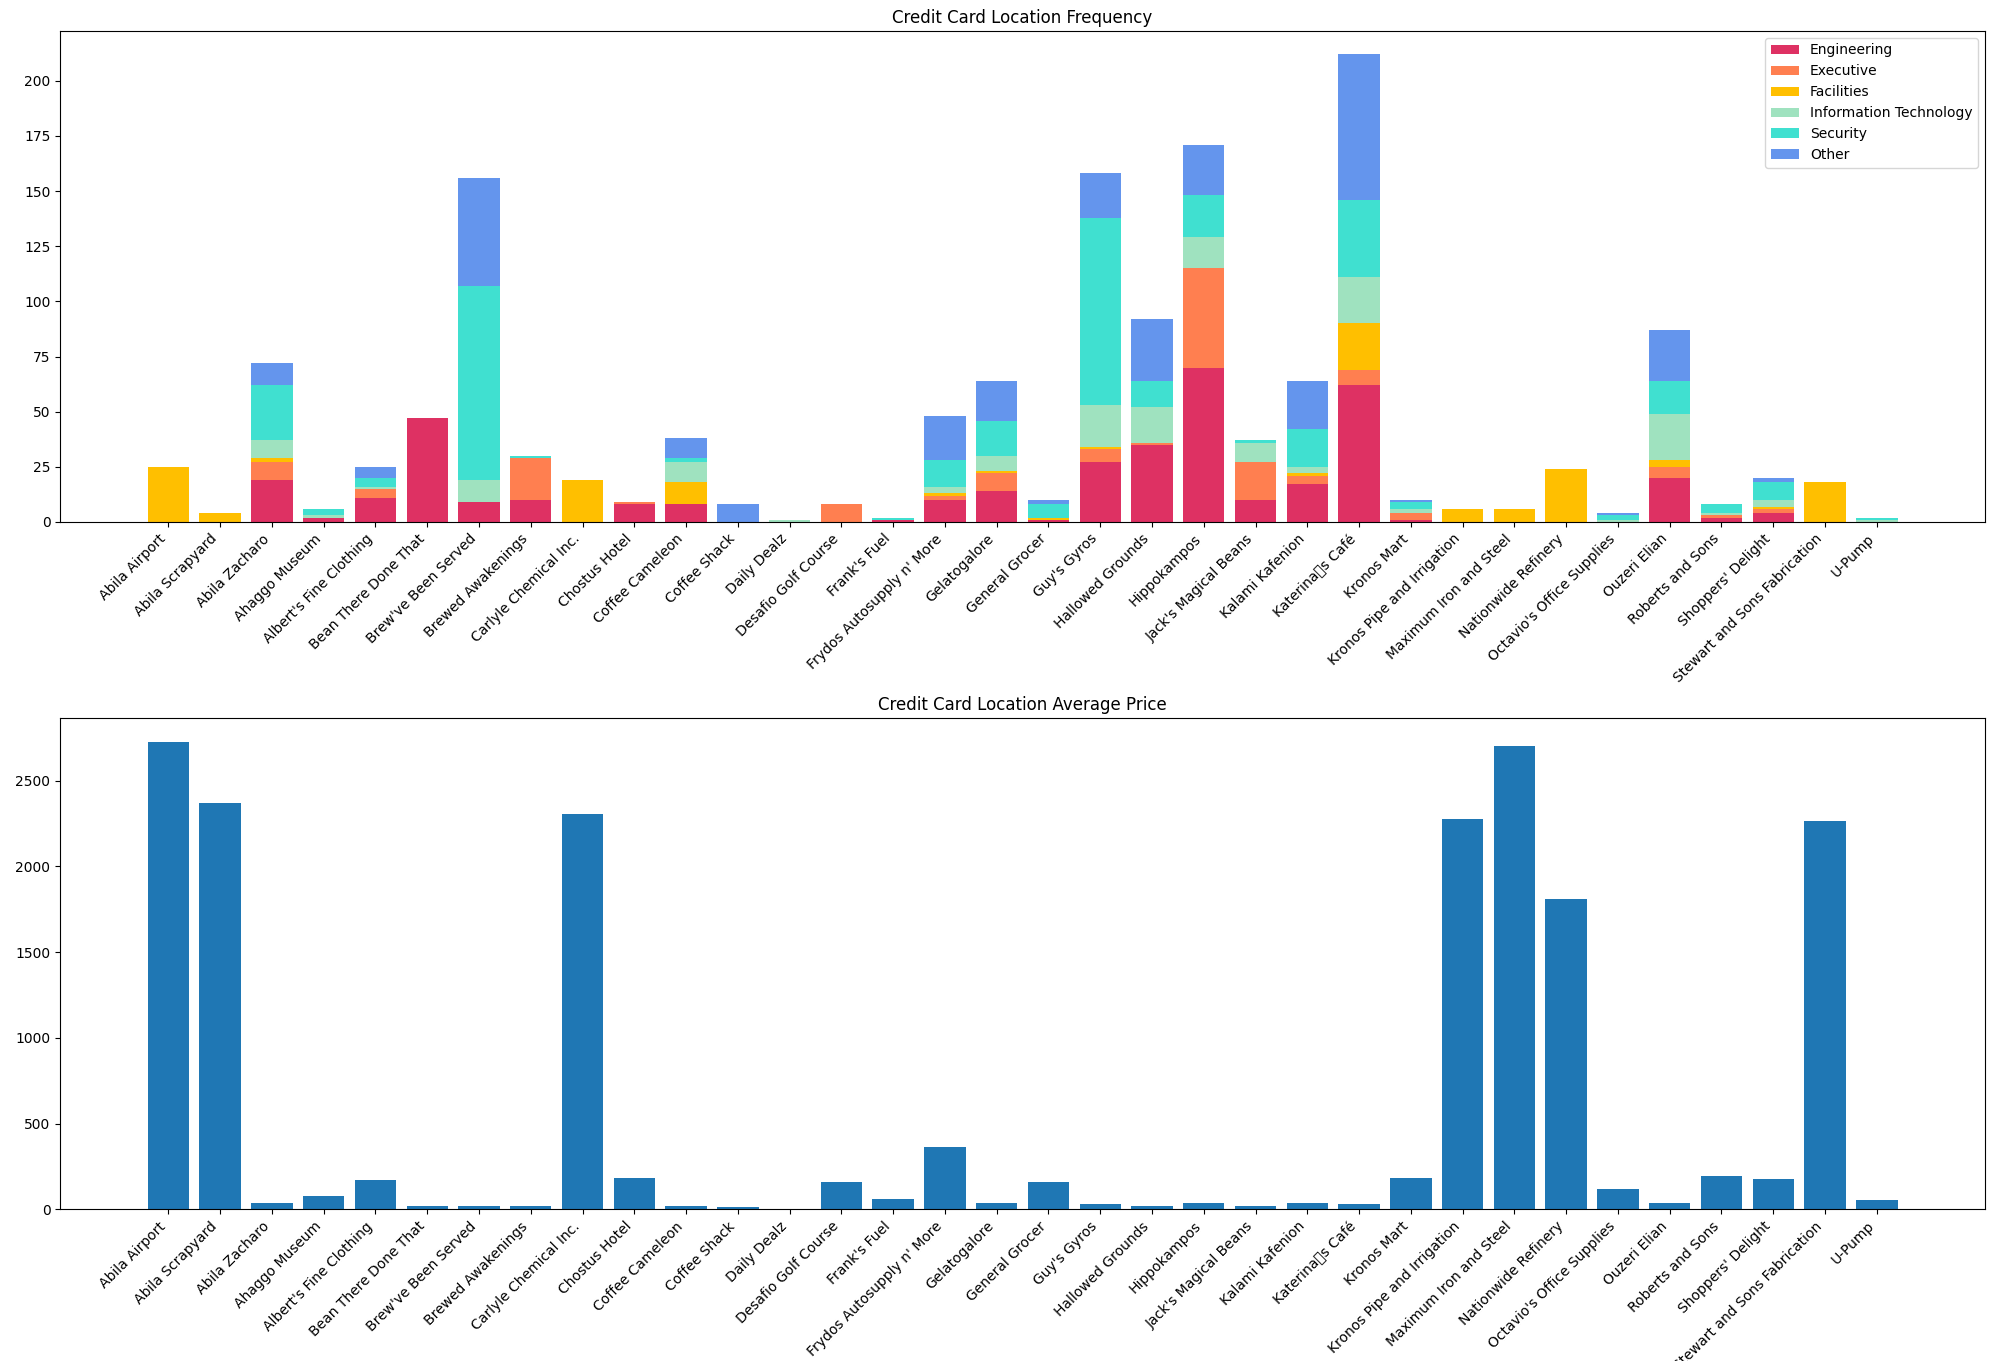 Credit Card Location Frequency
200
175
150
125
100
75
50
25
0
Engineering
Executive
Facilities
Information Technology
Security
Other
Abila Airport
Abila Scrapyard
Abila Zacharo
Ahaggo Museum
Albert's Fine Clothing
Bean There Done That
Brew've Been Served
Brewed Awakenings
Carlyle Chemical Inc.
Chostus Hotel
Coffee Cameleon
Coffee Shack
Daily Dealz
Desafio Golf Course
Frank's Fuel
Frydos Autosupply n' More
Gelatogalore
General Grocer
Guy's Gyros
Hallowed Grounds
Hippokampos
Jack's Magical Beans
Kalami Kafenion
Katerina▯s Café
Kronos Mart
Kronos Pipe and Irrigation
Maximum Iron and Steel
Nationwide Refinery
Octavio's Office Supplies
Ouzeri Elian
Roberts and Sons
Shoppers' Delight
Stewart and Sons Fabrication
U-Pump
Credit Card Location Average Price
2500
2000
1500
1000
500
0
Abila Airport
Abila Scrapyard
Abila Zacharo
Ahaggo Museum
Albert's Fine Clothing
Bean There Done That
Brew've Been Served
Brewed Awakenings
Carlyle Chemical Inc.
Chostus Hotel
Coffee Cameleon
Coffee Shack
Daily Dealz
Desafio Golf Course
Frank's Fuel
Frydos Autosupply n' More
Gelatogalore
General Grocer
Guy's Gyros
Hallowed Grounds
Hippokampos
Jack's Magical Beans
Kalami Kafenion
Katerina▯s Café
Kronos Mart
Kronos Pipe and Irrigation
Maximum Iron and Steel
Nationwide Refinery
Octavio's Office Supplies
Ouzeri Elian
Roberts and Sons
Shoppers' Delight
Stewart and Sons Fabrication
U-Pump